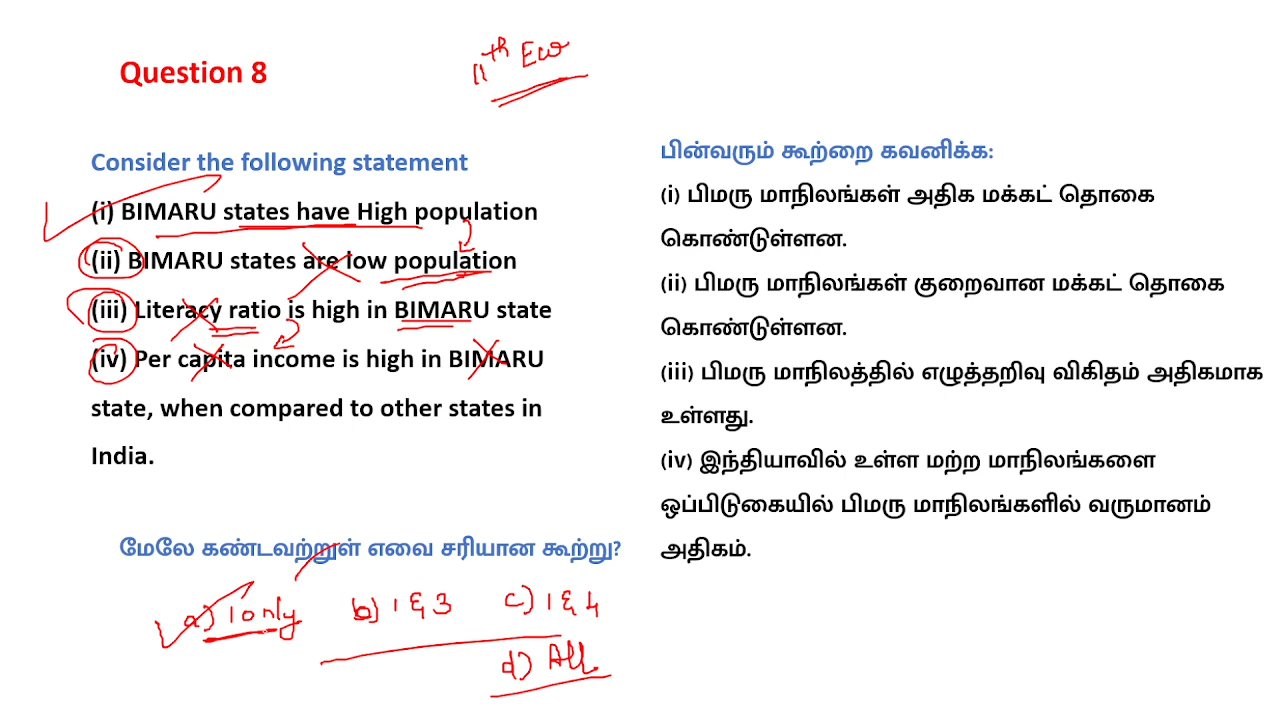 Question 8
11th Eco
Consider the following statement
(i) BIMARU states have High population
(ii) BIMARU states are low population
(iii) Literacy ratio is high in BIMARU state
(iv) Per capita income is high in BIMARU
state, when compared to other states in
India.
மேலே கண்டவற்றுள் எவை சரியான கூற்று?
a) 1 only b) 1 & 3 c) 1 & 4
d) All
பின்வரும் கூற்றை கவனிக்க:
(i) பிமரு மாநிலங்கள் அதிக மக்கட் தொகை
கொண்டுள்ளன.
(ii) பிமரு மாநிலங்கள் குறைவான மக்கட் தொகை
கொண்டுள்ளன.
(iii) பிமரு மாநிலத்தில் எழுத்தறிவு விகிதம் அதிகமாக
உள்ளது.
(iv) இந்தியாவில் உள்ள மற்ற மாநிலங்களை
ஒப்பிடுகையில் பிமரு மாநிலங்களில் வருமானம்
அதிகம்.